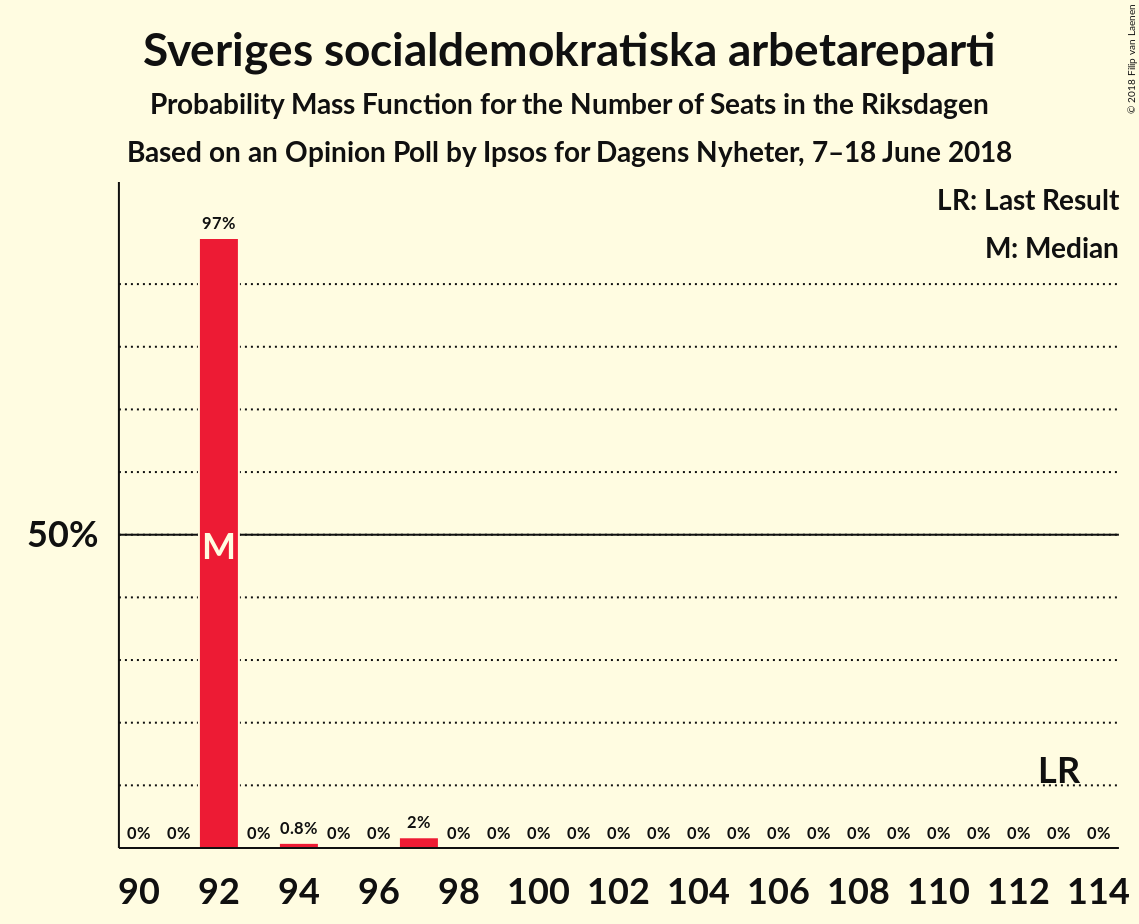 Sveriges socialdemokratiska arbetareparti
Probability Mass Function for the Number of Seats in the Riksdagen
Based on an Opinion Poll by Ipsos for Dagens Nyheter, 7–18 June 2018
© 2018 Filip van Laenen
LR: Last Result
M: Median
97%
50%
M
LR
0% 0% 0% 0.8% 0% 0% 2% 0% 0% 0% 0% 0% 0% 0% 0% 0% 0% 0% 0% 0% 0% 0% 0% 0%
90 92 94 96 98 100 102 104 106 108 110 112 114